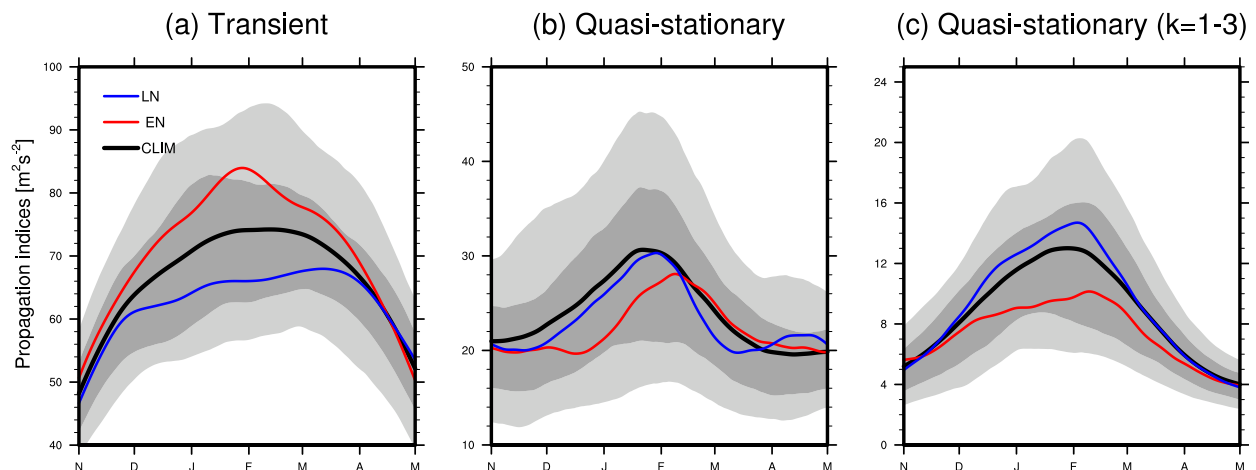 (a) Transient
(b) Quasi-stationary
(c) Quasi-stationary (k=1-3)
Propagation indices [m²s⁻²]
100
90
80
70
60
50
40
LN
EN
CLIM
N D J F M A M
50
40
30
20
10
N D J F M A M
24
20
16
12
8
4
0
N D J F M A M